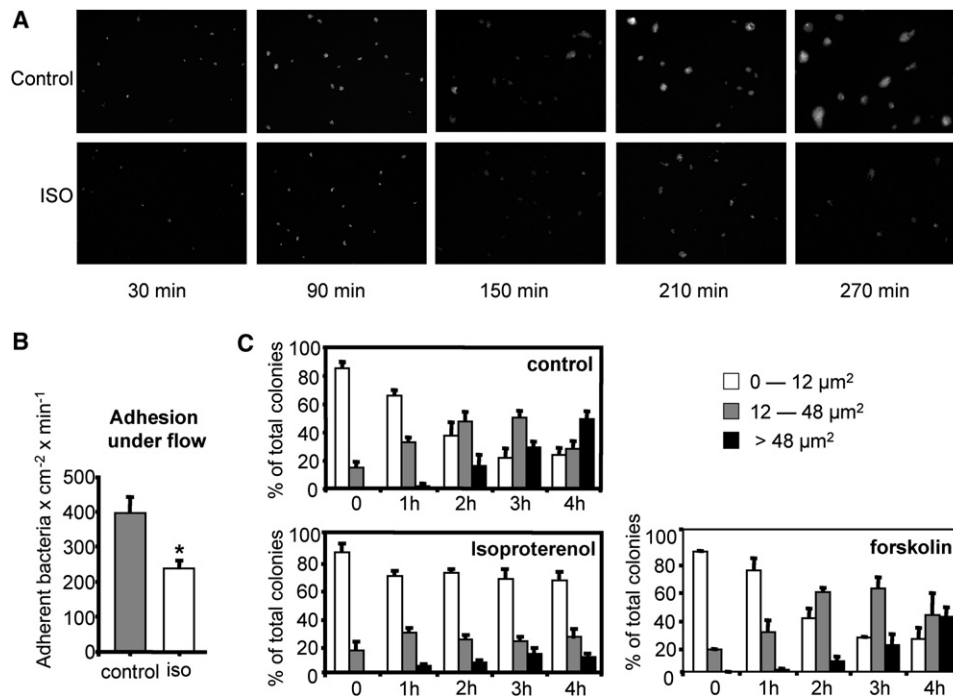 A
Control
ISO
30 min
90 min
150 min
210 min
270 min
B
Adhesion
under flow
Adherent bacteria x cm-2 x min-1
500
400
300
200
100
0
*
control
iso
C
control
% of total colonies
100
80
60
40
20
0
0
1h
2h
3h
4h
0 — 12 µm²
12 — 48 µm²
> 48 µm²
Isoproterenol
% of total colonies
100
80
60
40
20
0
0
1h
2h
3h
4h
forskolin
% of total colonies
100
80
60
40
20
0
0
1h
2h
3h
4h